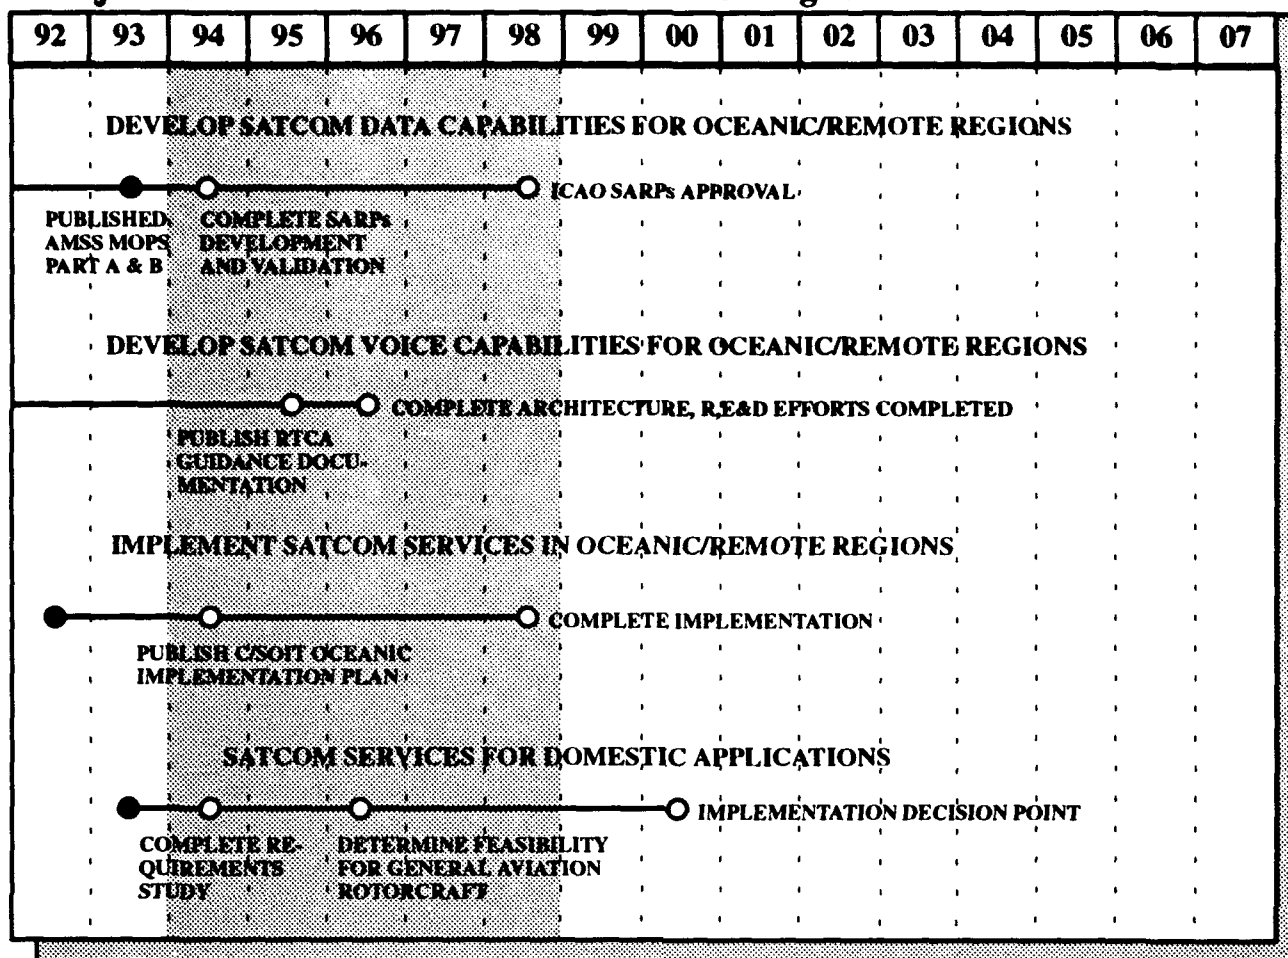 92 93 94 95 96 97 98 99 00 01 02 03 04 05 06 07
DEVELOP SATCOM DATA CAPABILITIES FOR OCEANIC/REMOTE REGIONS
ICAO SARPs APPROVAL
PUBLISHED
AMSS MOPS
PART A & B
COMPLETE SARPs
DEVELOPMENT
AND VALIDATION
DEVELOP SATCOM VOICE CAPABILITIES FOR OCEANIC/REMOTE REGIONS
COMPLETE ARCHITECTURE, R,E&D EFFORTS COMPLETED
PUBLISH RTCA
GUIDANCE DOCU-
MENTATION
IMPLEMENT SATCOM SERVICES IN OCEANIC/REMOTE REGIONS
COMPLETE IMPLEMENTATION
PUBLISH C/SOIT OCEANIC
IMPLEMENTATION PLAN
SATCOM SERVICES FOR DOMESTIC APPLICATIONS
IMPLEMENTATION DECISION POINT
COMPLETE RE-
QUIREMENTS
STUDY
DETERMINE FEASIBILITY
FOR GENERAL AVIATION
ROTORCRAFT